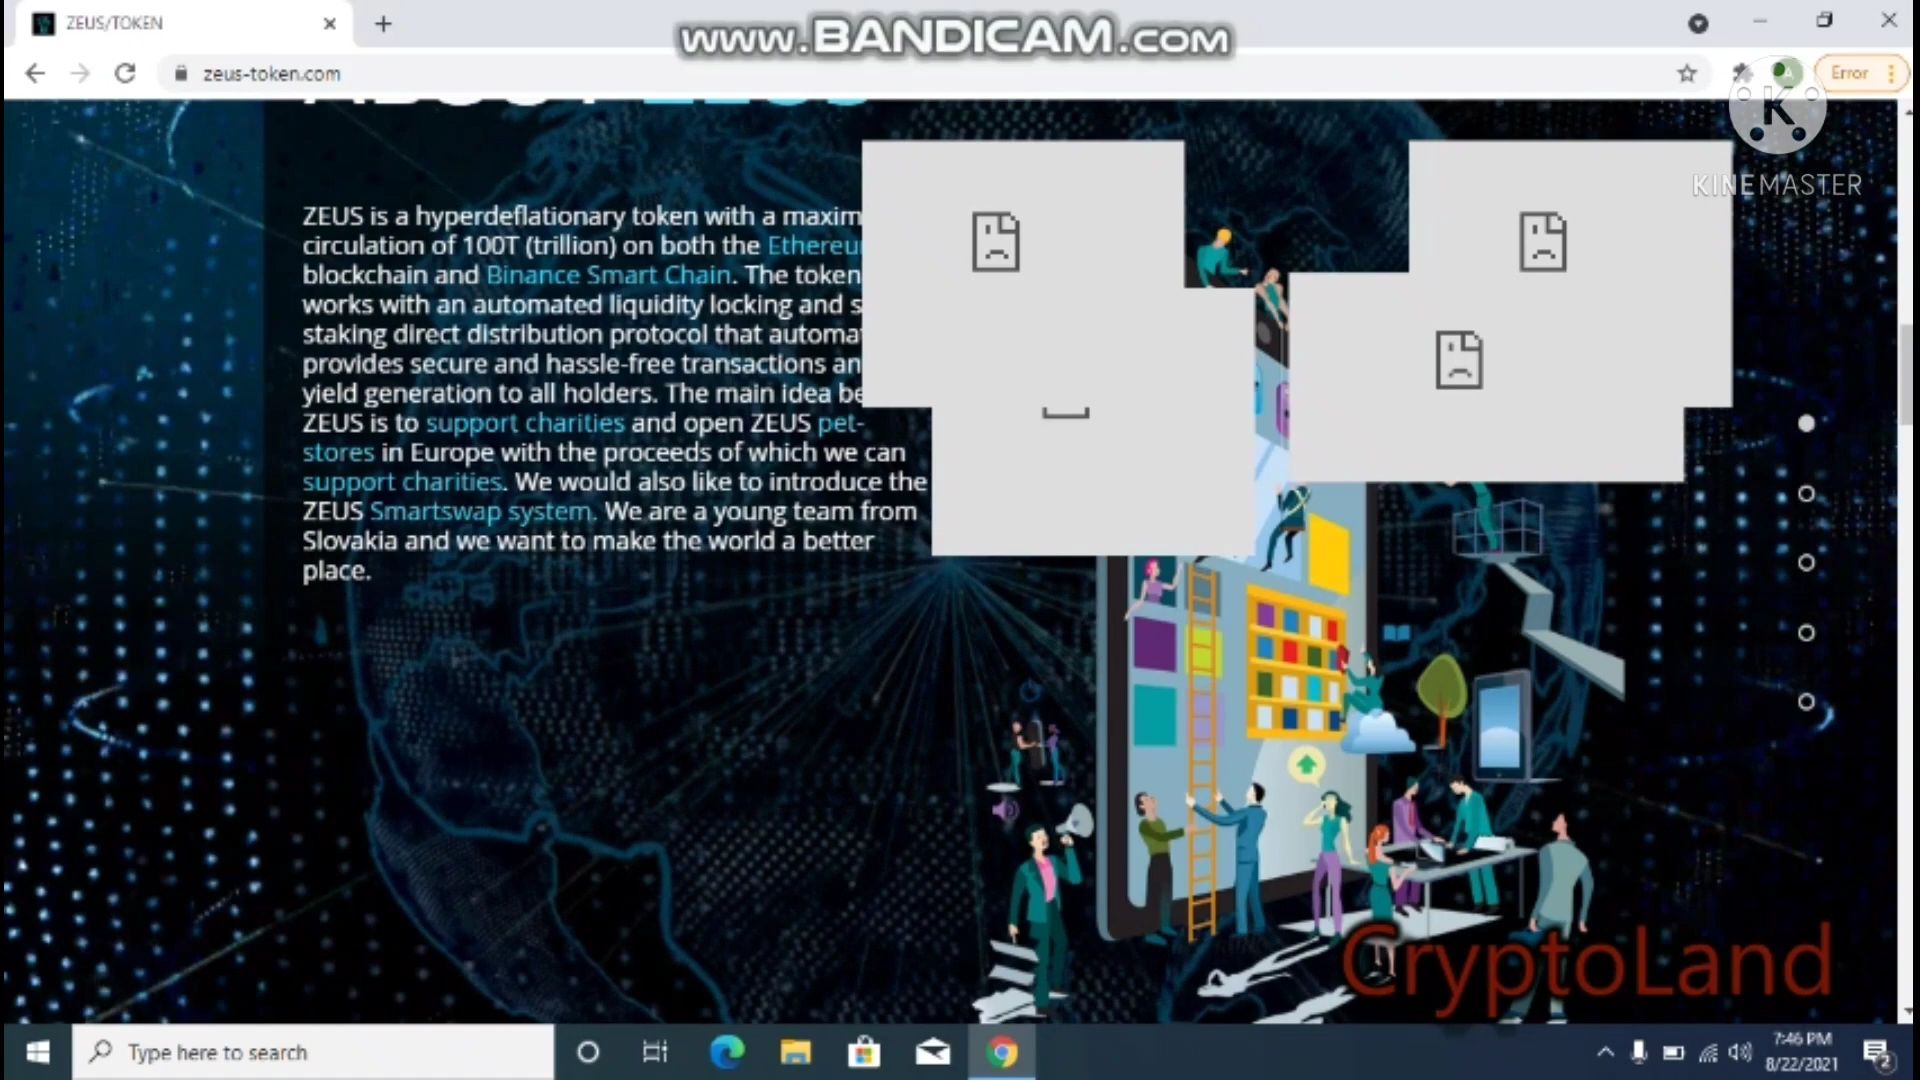 ZEUS/TOKEN
www.BANDICAM.com
zeus-token.com
Error
K
KINEMASTER
ZEUS is a hyperdeflationary token with a
circulation of 100T (trillion) on both the
blockchain and Binance Smart Chain. The token
works with an automated liquidity locking and
staking direct distribution protocol that
provides secure and hassle-free transactions
yield generation to all holders. The main idea
ZEUS is to support charities and open ZEUS pet-
stores in Europe with the proceeds of which we can
support charities. We would also like to introduce the
ZEUS Smartswap system. We are a young team from
Slovakia and we want to make the world a better
place.
CryptoLand
Type here to search
7:46 PM
8/22/2021
2